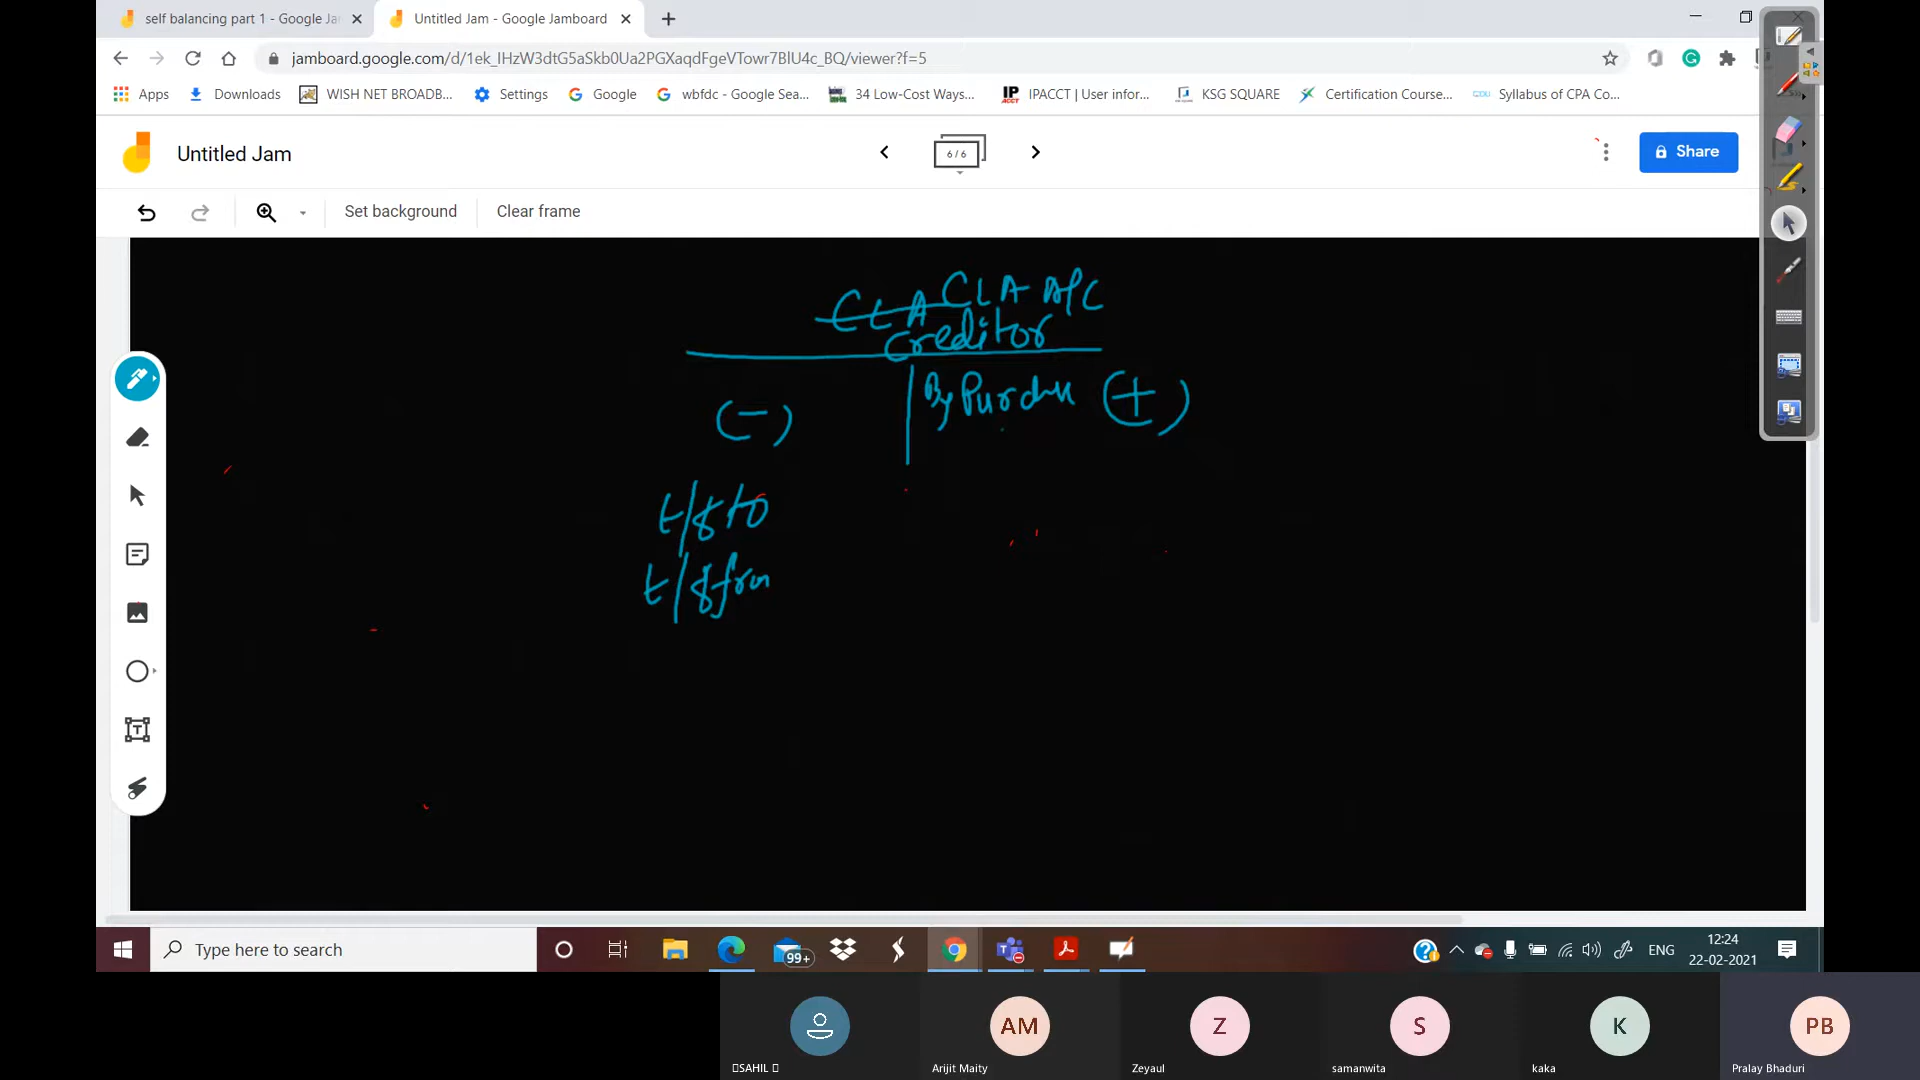 self balancing part 1 - Google Ja
Untitled Jam - Google Jamboard
jamboard.google.com/d/1ek_IHzW3dtG5aSkb0Ua2PGXaqdFgeVTowr7BlU4c_BQ/viewer?f=5
Apps Downloads WISH NET BROADB... Settings Google wbfdc - Google Sea... 34 Low-Cost Ways... IPACCT | User infor... KSG SQUARE Certification Course... Syllabus of CPA Co...
Untitled Jam
6 / 6
Share
Set background Clear frame
CLA CLA A/C
Creditor
(-) By (+)
t/f to
t/f from
Type here to search
99+
ENG
12:24
22-02-2021
AM Z S K PB
SAHIL Arijit Maity Zeyaul samanwita kaka Pralay Bhaduri